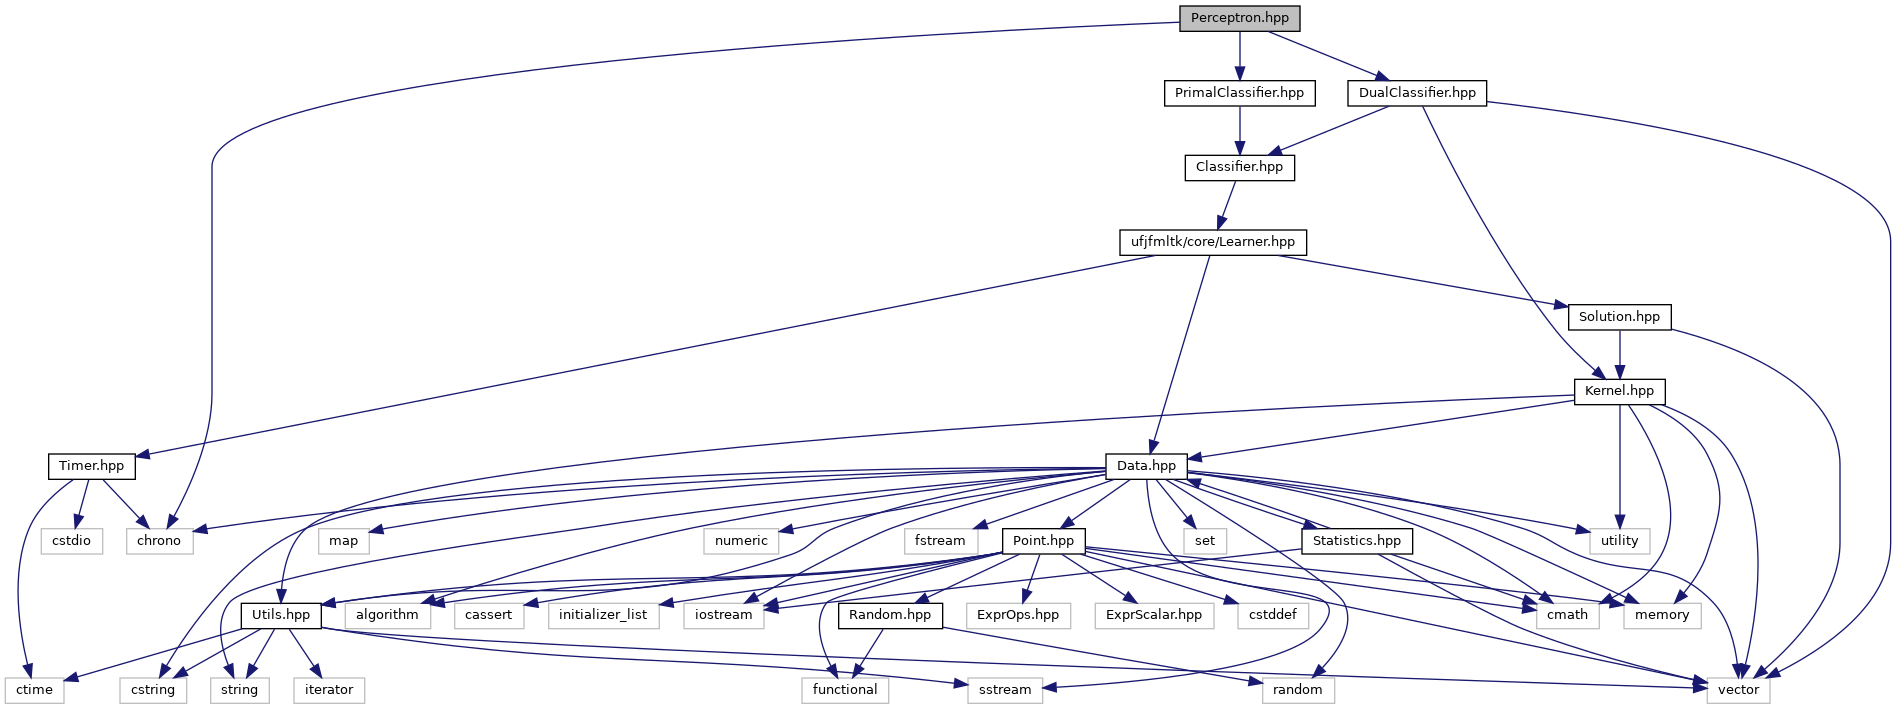 Perceptron.hpp
PrimalClassifier.hpp
DualClassifier.hpp
Classifier.hpp
ufjfmltk/core/Learner.hpp
Solution.hpp
Kernel.hpp
Timer.hpp
Data.hpp
cstdio
chrono
map
numeric
fstream
Point.hpp
set
Statistics.hpp
utility
Utils.hpp
algorithm
cassert
initializer_list
iostream
Random.hpp
ExprOps.hpp
ExprScalar.hpp
cstddef
cmath
memory
ctime
cstring
string
iterator
functional
sstream
random
vector